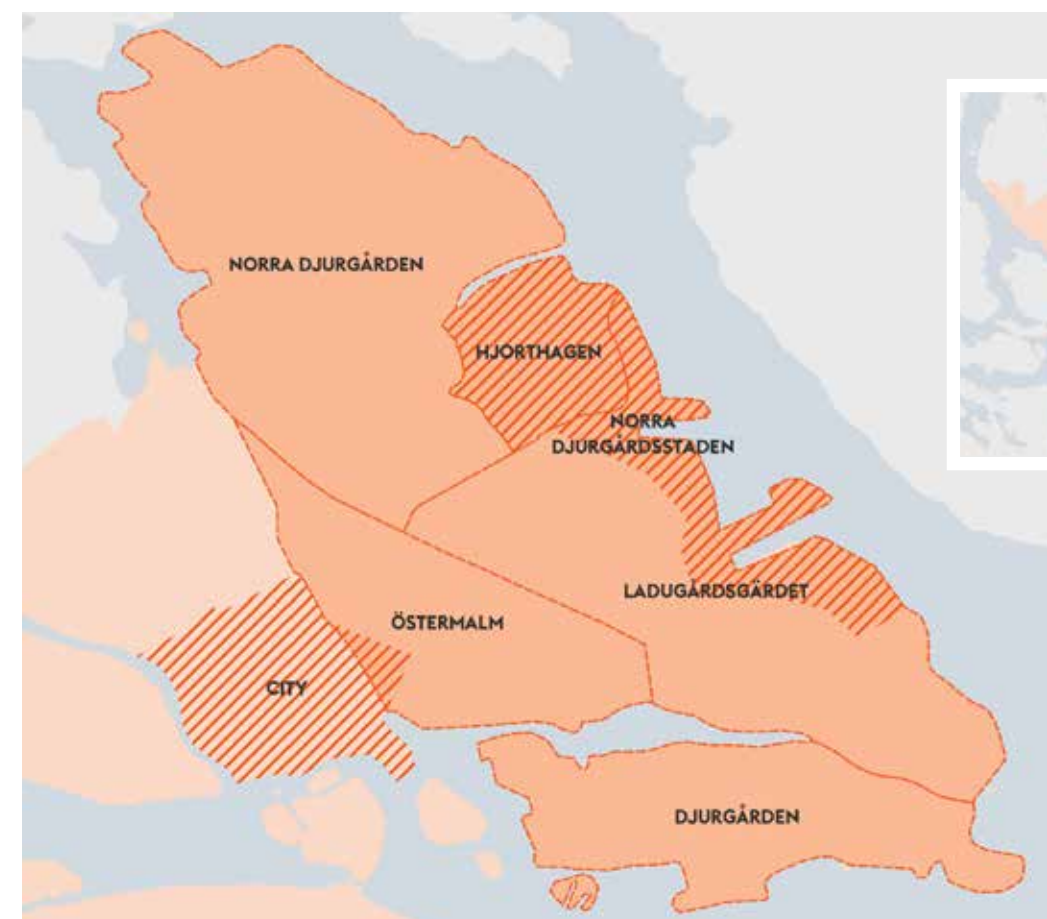 NORRA DJURGÅRDEN
HJORTHAGEN
NORRA
DJURGÅRDSSTADEN
LADUGÅRDSGÄRDET
ÖSTERMALM
CITY
DJURGÅRDEN